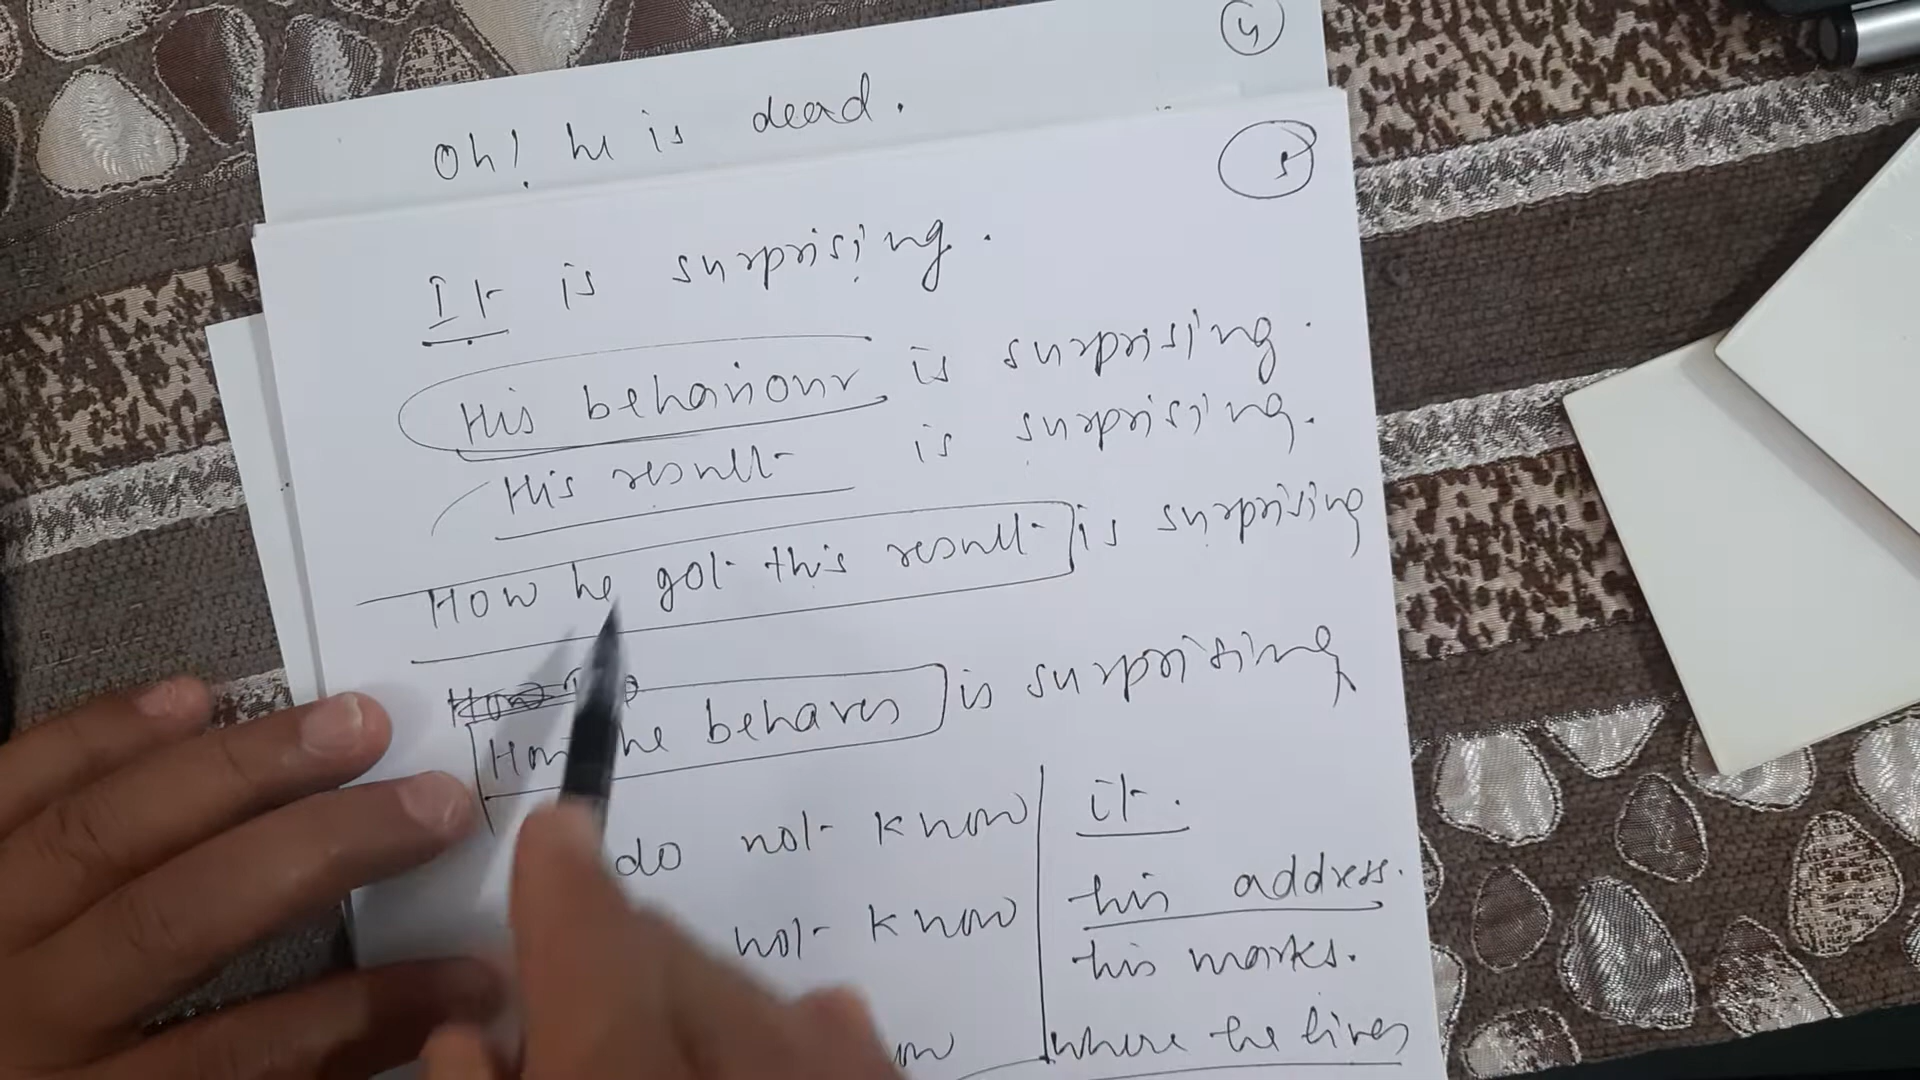 4
Oh! he is dead.
5
It is surprising.
His behaviour is surprising.
His result is surprising.
How he got this result is surprising
How he behaves is surprising
do not know it.
not know his address.
his marks.
where he lives